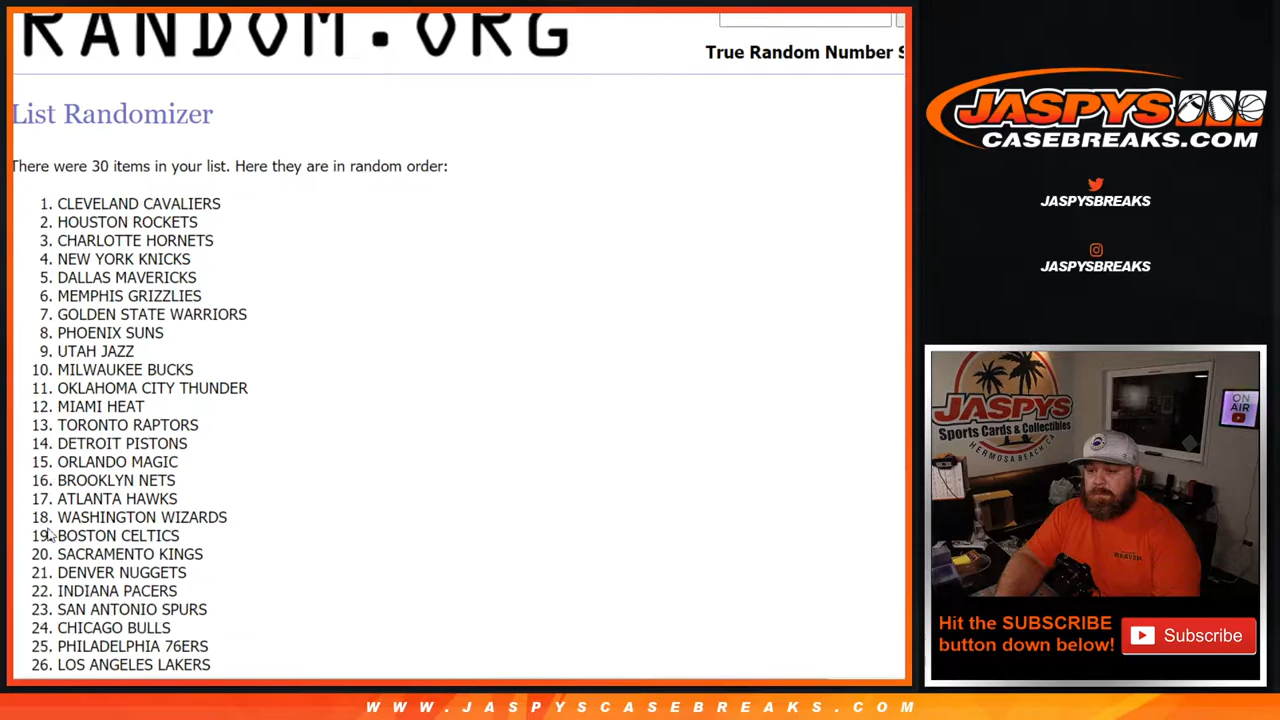 RANDOM.ORG
True Random Number S
List Randomizer
There were 30 items in your list. Here they are in random order:
1. CLEVELAND CAVALIERS
2. HOUSTON ROCKETS
3. CHARLOTTE HORNETS
4. NEW YORK KNICKS
5. DALLAS MAVERICKS
6. MEMPHIS GRIZZLIES
7. GOLDEN STATE WARRIORS
8. PHOENIX SUNS
9. UTAH JAZZ
10. MILWAUKEE BUCKS
11. OKLAHOMA CITY THUNDER
12. MIAMI HEAT
13. TORONTO RAPTORS
14. DETROIT PISTONS
15. ORLANDO MAGIC
16. BROOKLYN NETS
17. ATLANTA HAWKS
18. WASHINGTON WIZARDS
19. BOSTON CELTICS
20. SACRAMENTO KINGS
21. DENVER NUGGETS
22. INDIANA PACERS
23. SAN ANTONIO SPURS
24. CHICAGO BULLS
25. PHILADELPHIA 76ERS
26. LOS ANGELES LAKERS
JASPYS
CASEBREAKS.COM
JASPYSBREAKS
JASPYSBREAKS
JASPYS
Sports Cards & Collectibles
HERMOSA BEACH, CA
ON
AIR
Hit the SUBSCRIBE
button down below!
Subscribe
WWW.JASPYSCASEBREAKS.COM